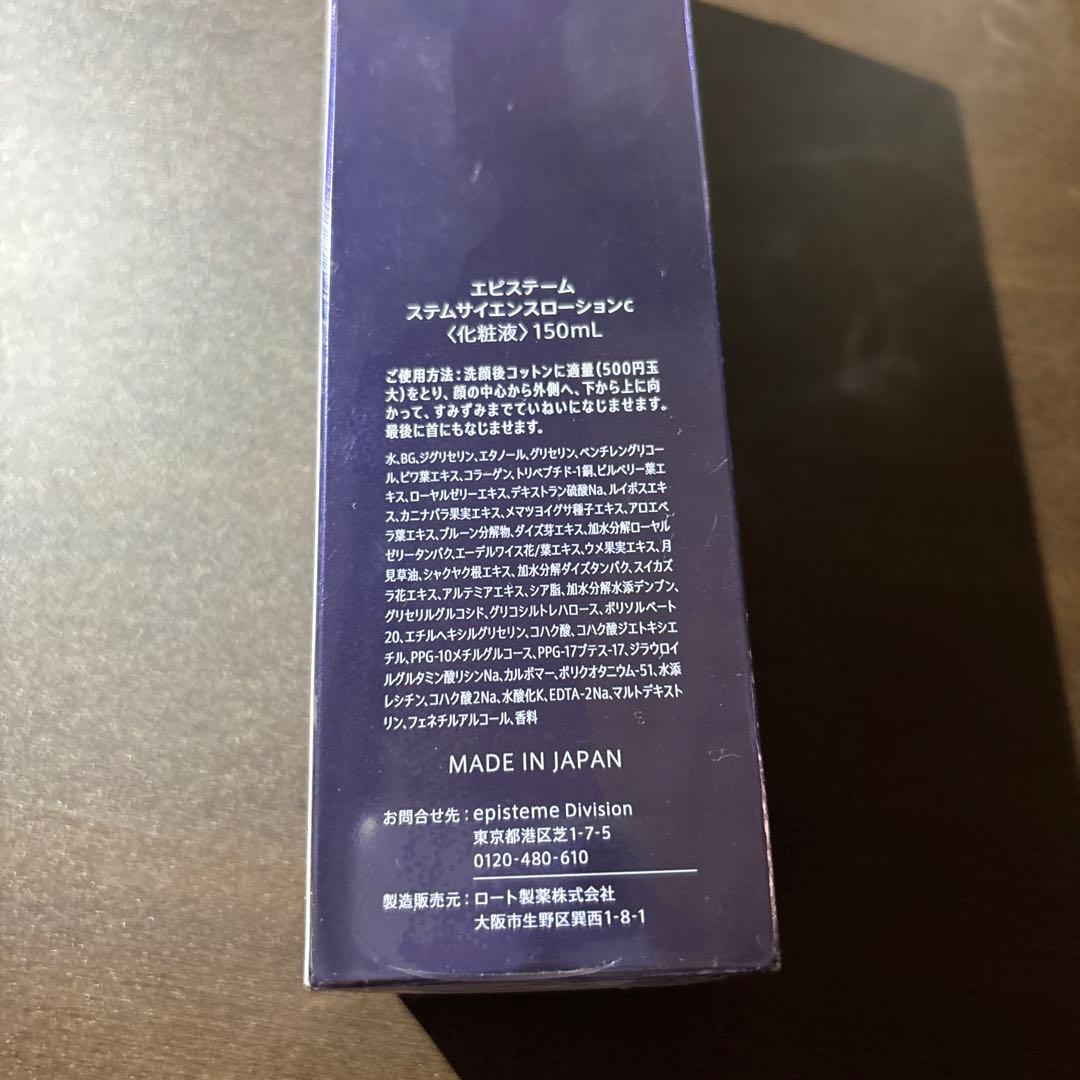 エピステーム
ステムサイエンスローションc
〈化粧液〉150mL
ご使用方法：洗顔後コットンに適量（500円玉
大）をとり、顔の中心から外側へ、下から上に向
かって、すみずみまでていねいになじませます。
最後に首にもなじませます。
水、BG、ジグリセリン、エタノール、グリセリン、ペンチレングリコー
ル、ビワ葉エキス、コラーゲン、トリペプチド-1銅、ビルベリー葉エ
キス、ローヤルゼリーエキス、デキストラン硫酸Na、ルイボスエキ
ス、カニナバラ果実エキス、メマツヨイグサ種子エキス、アロエベ
ラ葉エキス、プルーン分解物、ダイズ芽エキス、加水分解ローヤル
ゼリータンパク、エーデルワイス花/葉エキス、ウメ果実エキス、月
見草油、シャクヤク根エキス、加水分解ダイズタンパク、スイカズ
ラ花エキス、アルテミアエキス、シア脂、加水分解水添デンプン、
グリセリルグルコシド、グリコシルトレハロース、ポリソルベート
20、エチルヘキシルグリセリン、コハク酸、コハク酸ジエトキシエ
チル、PPG-10メチルグルコース、PPG-17ブテス-17、ジラウロイ
ルグルタミン酸リシンNa、カルボマー、ポリクオタニウム-51、水添
レシチン、コハク酸2Na、水酸化K、EDTA-2Na、マルトデキスト
リン、フェネチルアルコール、香料
MADE IN JAPAN
お問合せ先：episteme Division
東京都港区芝1-7-5
0120-480-610
製造販売元：ロート製薬株式会社
大阪市生野区巽西1-8-1